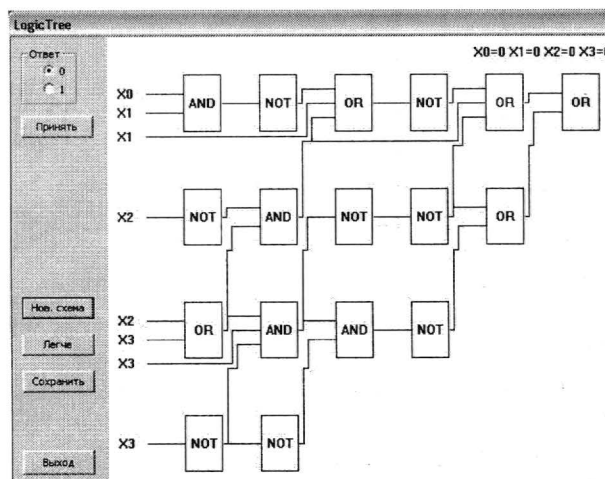 LogicTree
Ответ
0
1
Принять
X0=0 X1=0 X2=0 X3=
X0
X1
X1
AND
NOT
OR
NOT
OR
OR
X2
NOT
AND
NOT
NOT
OR
Нов. схема
Легче
Сохранить
X2
X3
X3
OR
AND
AND
NOT
X3
NOT
NOT
Выход